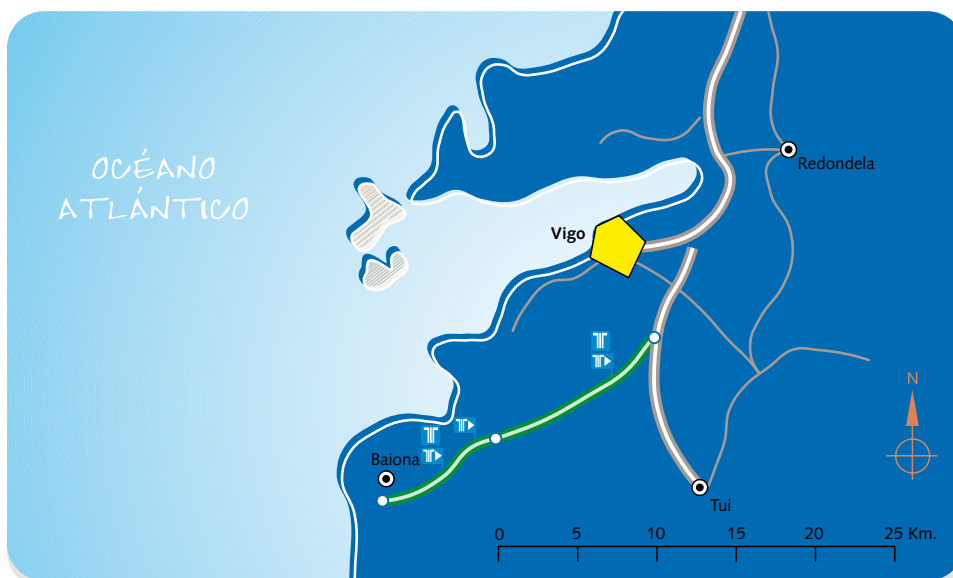 OCÉANO
ATLÁNTICO
Redondela
Vigo
N
Baiona
Tui
0 5 10 15 20 25 Km.